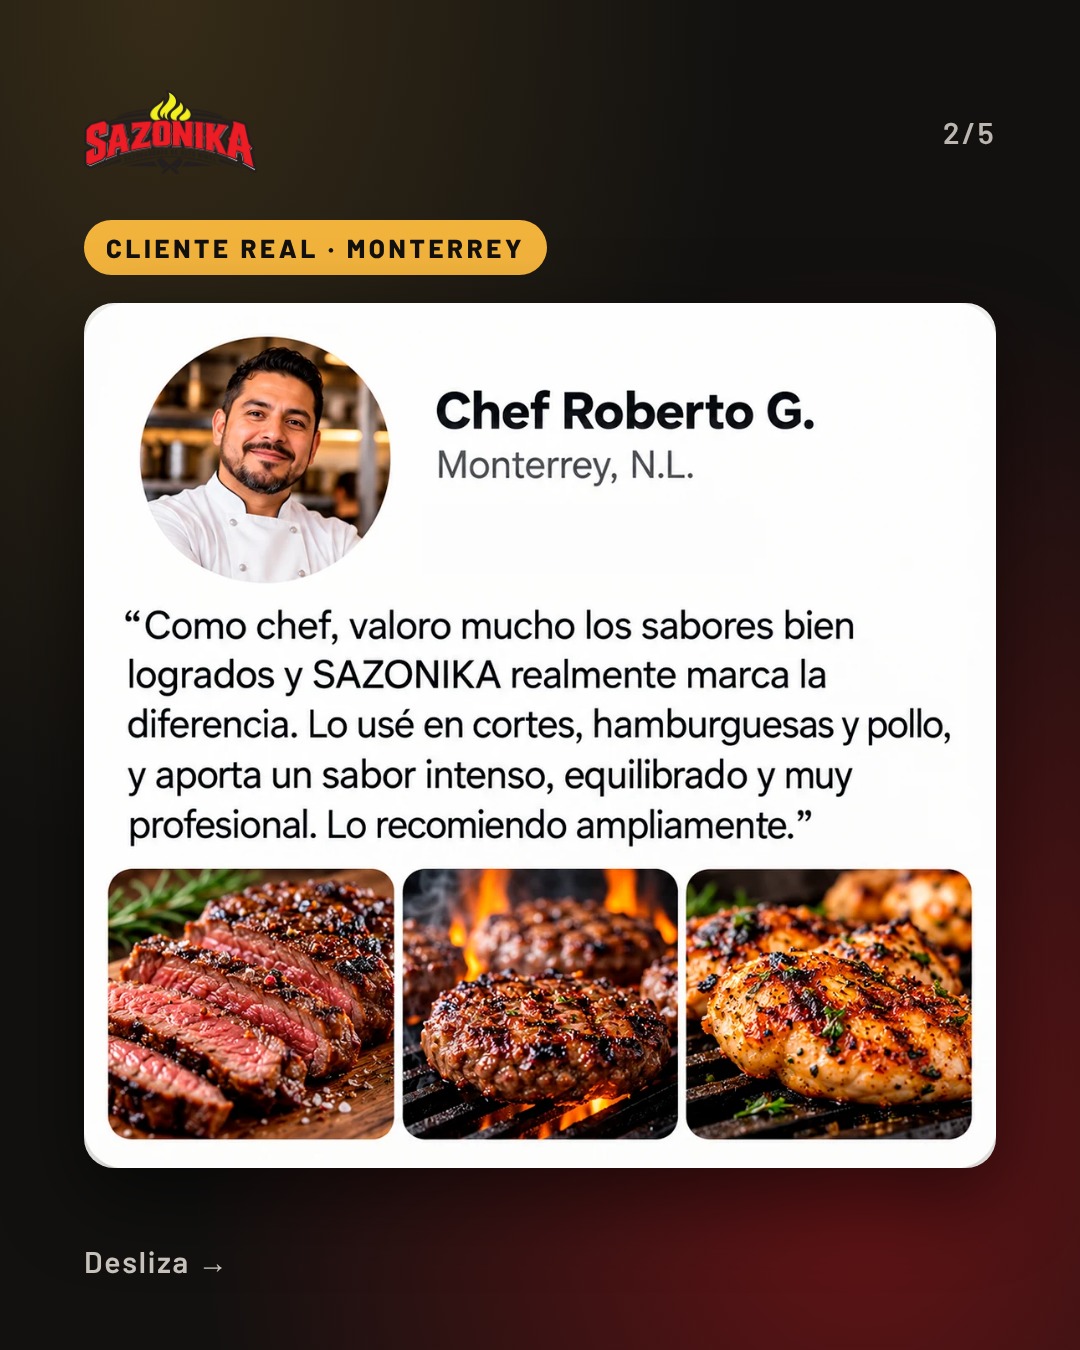 SAZONIKA
2/5
CLIENTE REAL · MONTERREY
Chef Roberto G.
Monterrey, N.L.
“Como chef, valoro mucho los sabores bien
logrados y SAZONIKA realmente marca la
diferencia. Lo usé en cortes, hamburguesas y pollo,
y aporta un sabor intenso, equilibrado y muy
profesional. Lo recomiendo ampliamente.”
Desliza →